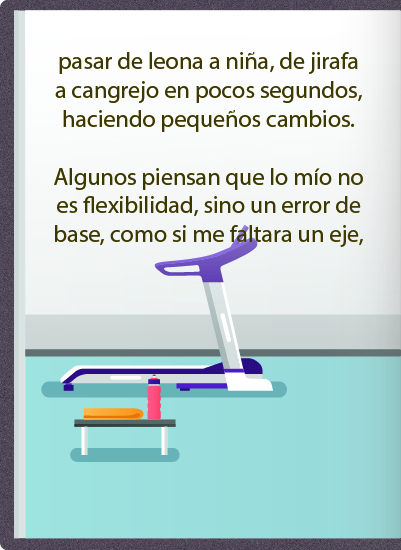 pasar de leona a niña, de jirafa
a cangrejo en pocos segundos,
haciendo pequeños cambios.
Algunos piensan que lo mío no
es flexibilidad, sino un error de
base, como si me faltara un eje,